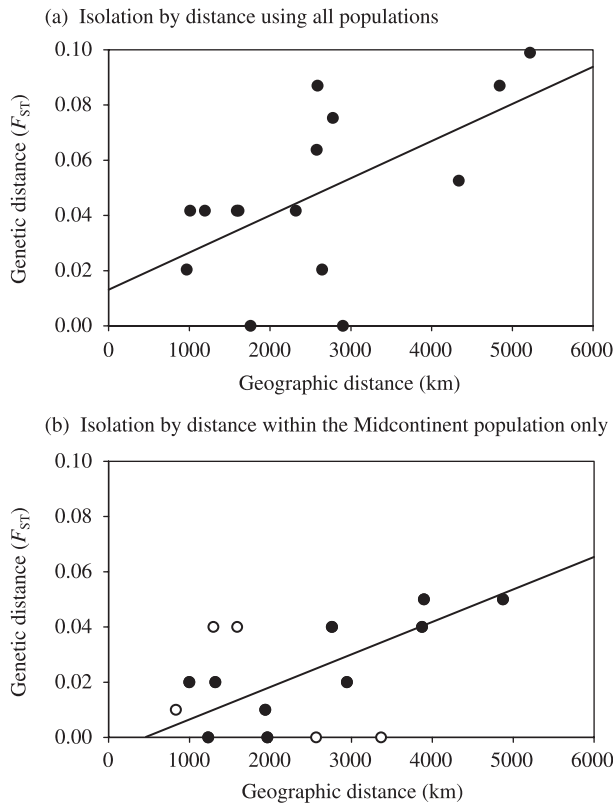 (a) Isolation by distance using all populations
0.10
0.08
0.06
0.04
0.02
0.00
Genetic distance (FST)
0 1000 2000 3000 4000 5000 6000
Geographic distance (km)
(b) Isolation by distance within the Midcontinent population only
0.10
0.08
0.06
0.04
0.02
0.00
Genetic distance (FST)
0 1000 2000 3000 4000 5000 6000
Geographic distance (km)